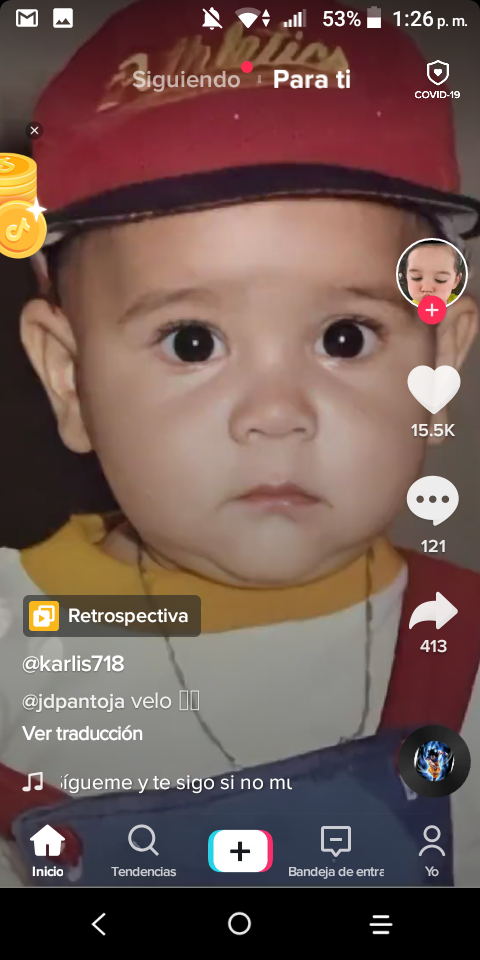 53% 1:26 p. m.
Athletics
Siguiendo Para ti
COVID-19
15.5K
121
413
Retrospectiva
@karlis718
@jdpantoja velo
Ver traducción
sígueme y te sigo si no mu
Inicio Tendencias Bandeja de entra Yo